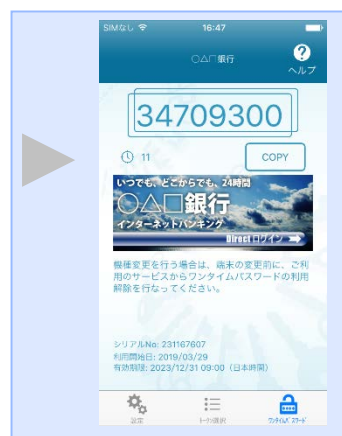 SIMなし 16:47
○△□銀行
?
ヘルプ
34709300
11
COPY
いつでも、どこからでも、24時間
○△□銀行
インターネットバンキング
Direct ログイン
機種変更を行う場合は、端末の変更前に、ご利
用のサービスからワンタイムパスワードの利用
解除を行なってください。
シリアルNo: 231167607
利用開始日: 2019/03/29
有効期限: 2023/12/31 09:00（日本時間）
設定
トークン選択
ワンタイムパスワード